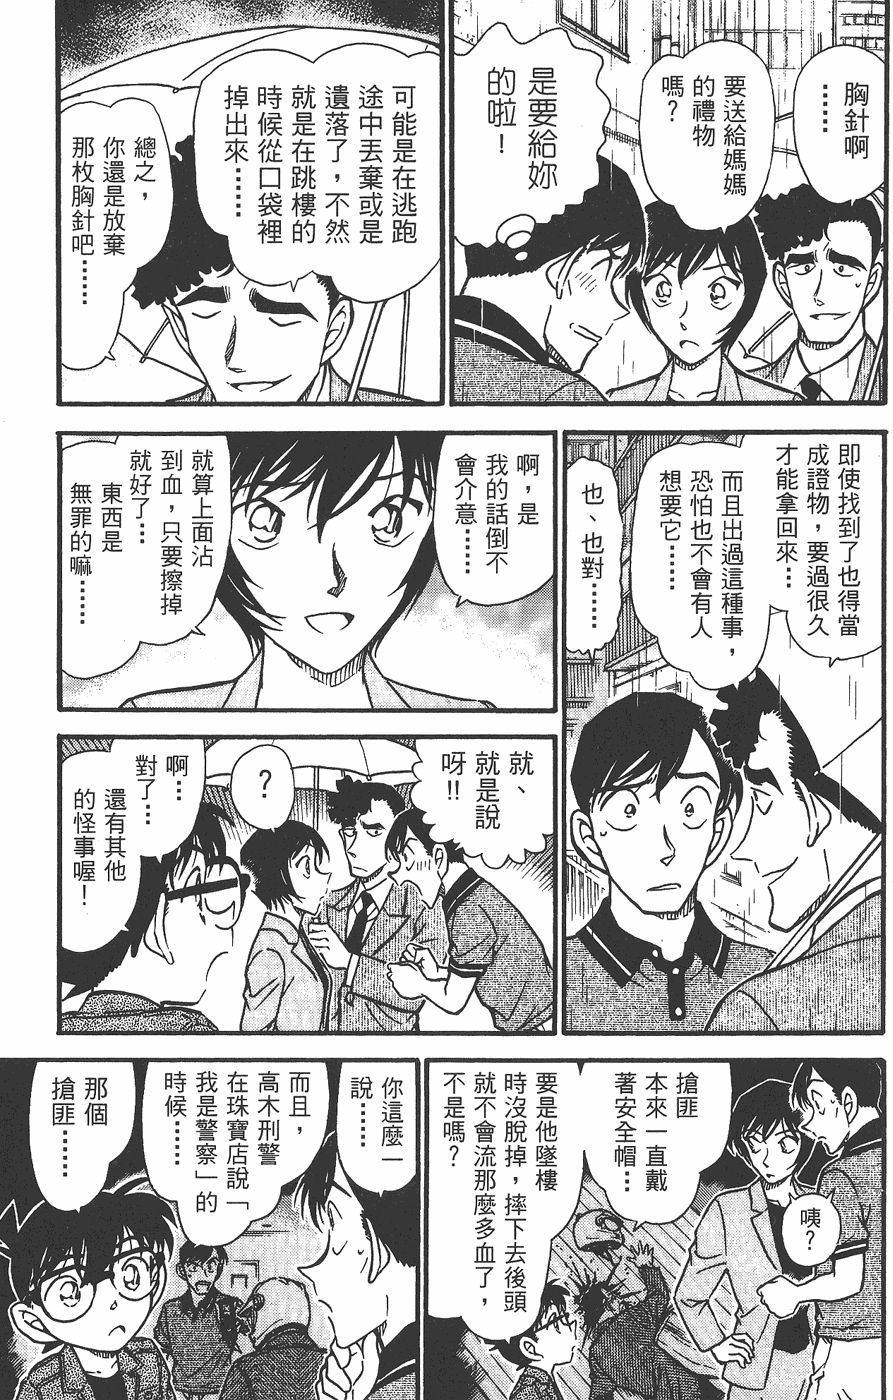 胸針啊
……
要送給媽媽
的禮物
嗎？
是要給妳
的啦！
可能是在逃跑
途中丟棄或是
遺落了，不然
就是在跳樓的
時候從口袋裡
掉出來……
總之，
你還是放棄
那枚胸針吧……
即使找到了也得當
成證物，要過很久
才能拿回來…
而且出過這種事，
恐怕也不會有人
想要它……
也、也對……
啊，是
我的話倒不
會介意……
就算上面沾
到血，只要擦掉
就好了…
東西是
無罪的嘛……
就、
就是說
呀!!
？
啊…
對了…
還有其他
的怪事喔！
咦？
搶匪
本來一直戴
著安全帽…
要是他墜樓
時沒脫掉，摔下去後頭
就不會流那麼多血了，
不是嗎？
你這麼一
說……
而且，
高木刑警
在珠寶店說「
我是警察」的
時候……
那個
搶匪……